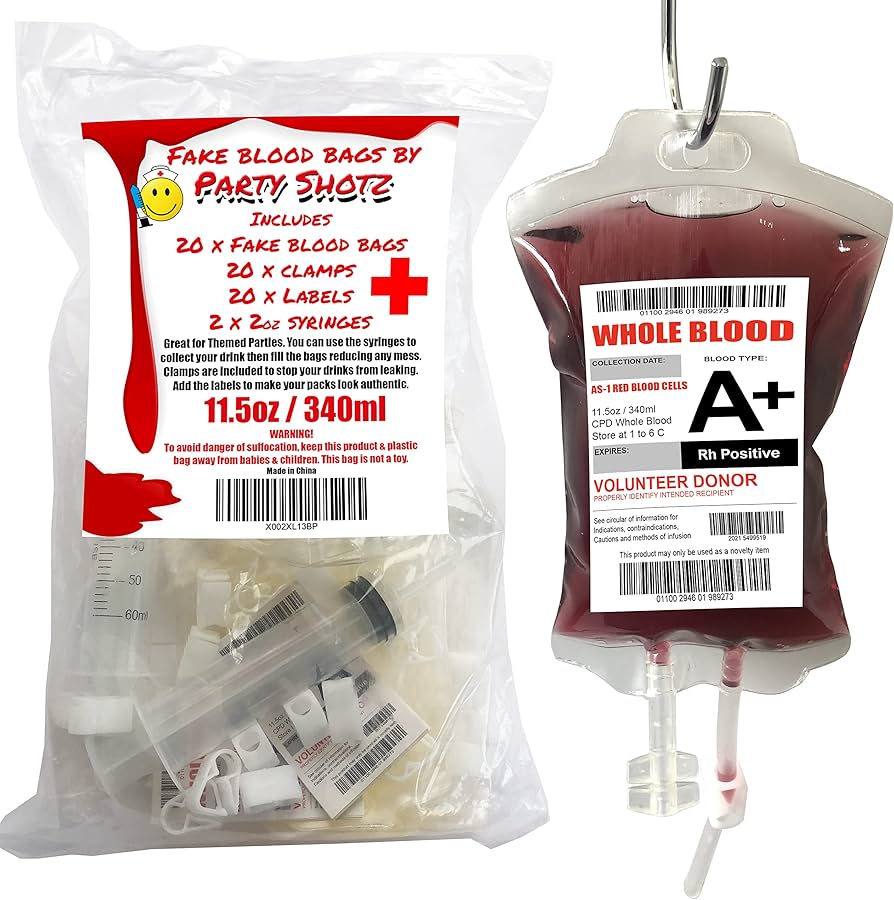 FAKE BLOOD BAGS BY
PARTY SHOTZ
INCLUDES
20 X FAKE BLOOD BAGS
20 X CLAMPS
20 X LABELS
2 X 2OZ SYRINGES
Great for Themed Parties. You can use the syringes to
collect your drink then fill the bags reducing any mess.
Clamps are included to stop your drinks from leaking.
Add the labels to make your packs look authentic.
11.5oz / 340ml
WARNING!
To avoid danger of suffocation, keep this product & plastic
bag away from babies & children. This bag is not a toy.
Made in China
X002XL13BP
40
50
60ml
11.5oz
CPD W
Store
EXPIRES
VOLUNTE
01100 2946 01 989273
WHOLE BLOOD
COLLECTION DATE:
BLOOD TYPE:
AS-1 RED BLOOD CELLS
A+
11.5oz / 340ml
CPD Whole Blood
Store at 1 to 6 C
EXPIRES:
Rh Positive
VOLUNTEER DONOR
PROPERLY IDENTIFY INTENDED RECIPIENT
See circular of information for
Indications, contraindications,
Cautions and methods of infusion
2021 5499519
This product may only be used as a novelty item
01100 2946 01 989273